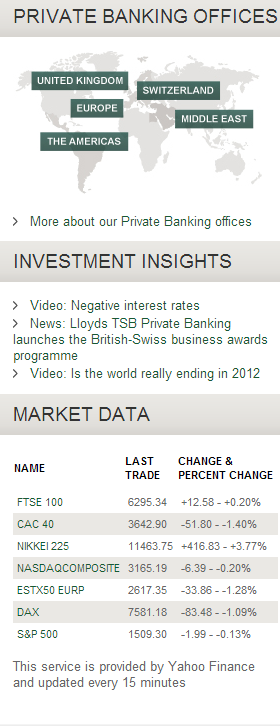 PRIVATE BANKING OFFICES
UNITED KINGDOM
SWITZERLAND
EUROPE
MIDDLE EAST
THE AMERICAS
More about our Private Banking offices
INVESTMENT INSIGHTS
Video: Negative interest rates
News: Lloyds TSB Private Banking
launches the British-Swiss business awards
programme
Video: Is the world really ending in 2012
MARKET DATA
NAME LAST TRADE CHANGE & PERCENT CHANGE
FTSE 100 6295.34 +12.58 - +0.20%
CAC 40 3642.90 -51.80 - -1.40%
NIKKEI 225 11463.75 +416.83 - +3.77%
NASDAQCOMPOSITE 3165.19 -6.39 - -0.20%
ESTX50 EURP 2617.35 -33.86 - -1.28%
DAX 7581.18 -83.48 - -1.09%
S&P 500 1509.30 -1.99 - -0.13%
This service is provided by Yahoo Finance
and updated every 15 minutes